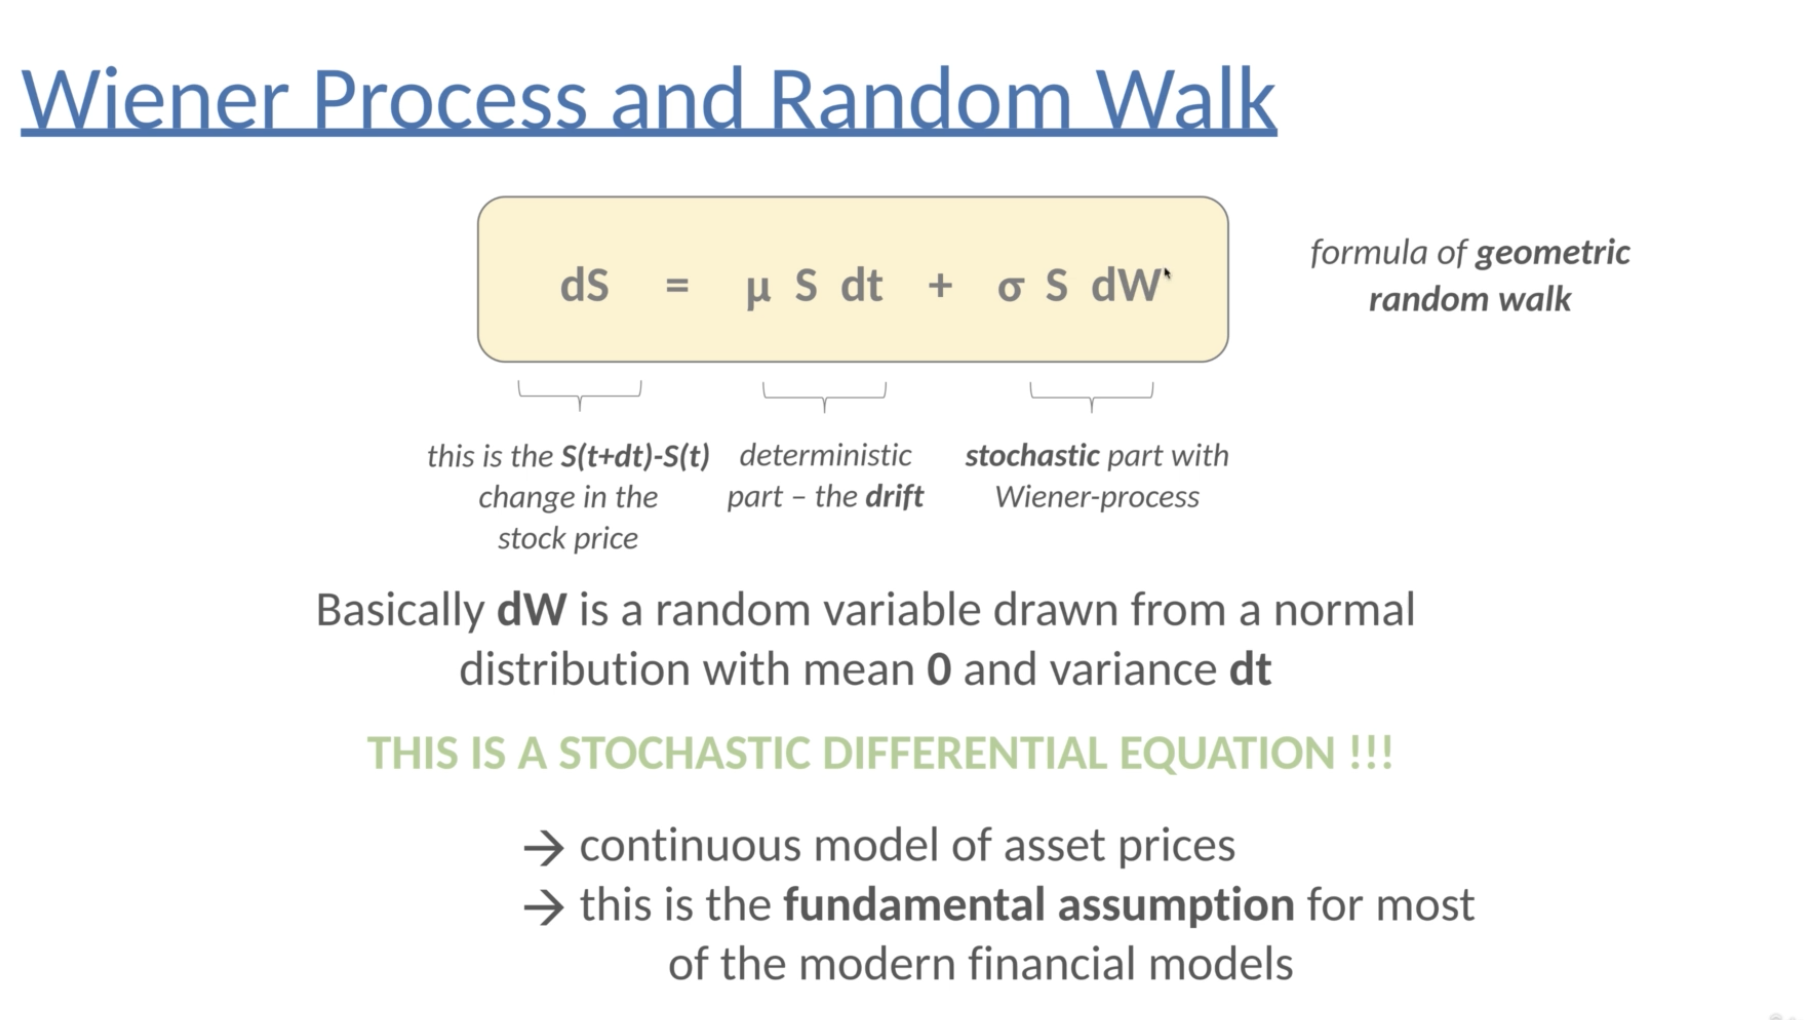 Wiener Process and Random Walk
dS = μ S dt + σ S dW
formula of geometric
random walk
this is the S(t+dt)-S(t)
change in the
stock price
deterministic
part – the drift
stochastic part with
Wiener-process
Basically dW is a random variable drawn from a normal
distribution with mean 0 and variance dt
THIS IS A STOCHASTIC DIFFERENTIAL EQUATION !!!
→ continuous model of asset prices
→ this is the fundamental assumption for most
of the modern financial models